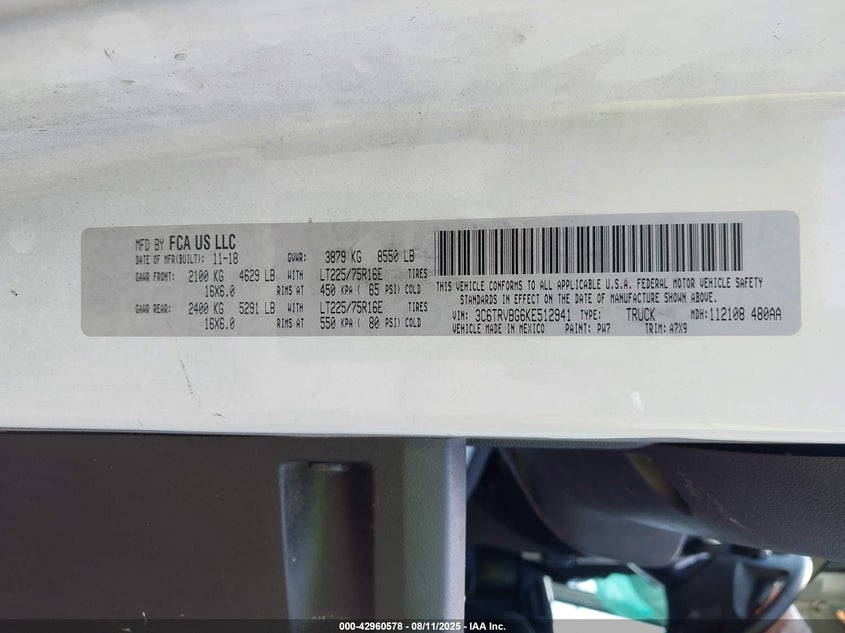 MFD BY FCA US LLC
DATE OF MFR(BUILT): 11-18 GVWR: 3879 KG 8550 LB
GAWR FRONT: 2100 KG 4629 LB WITH LT225/75R16E TIRES
16X6.0 RIMS AT 450 KPA ( 65 PSI) COLD
GAWR REAR: 2400 KG 5291 LB WITH LT225/75R16E TIRES
16X6.0 RIMS AT 550 KPA ( 80 PSI) COLD
THIS VEHICLE CONFORMS TO ALL APPLICABLE U.S.A. FEDERAL MOTOR VEHICLE SAFETY
STANDARDS IN EFFECT ON THE DATE OF MANUFACTURE SHOWN ABOVE.
VIN: 3C6TRVBG6KE512941 TYPE: TRUCK MDH:112108 480AA
VEHICLE MADE IN MEXICO PAINT: PW7 TRIM: A7X9
000-42960578 - 08/11/2025 - IAA Inc.